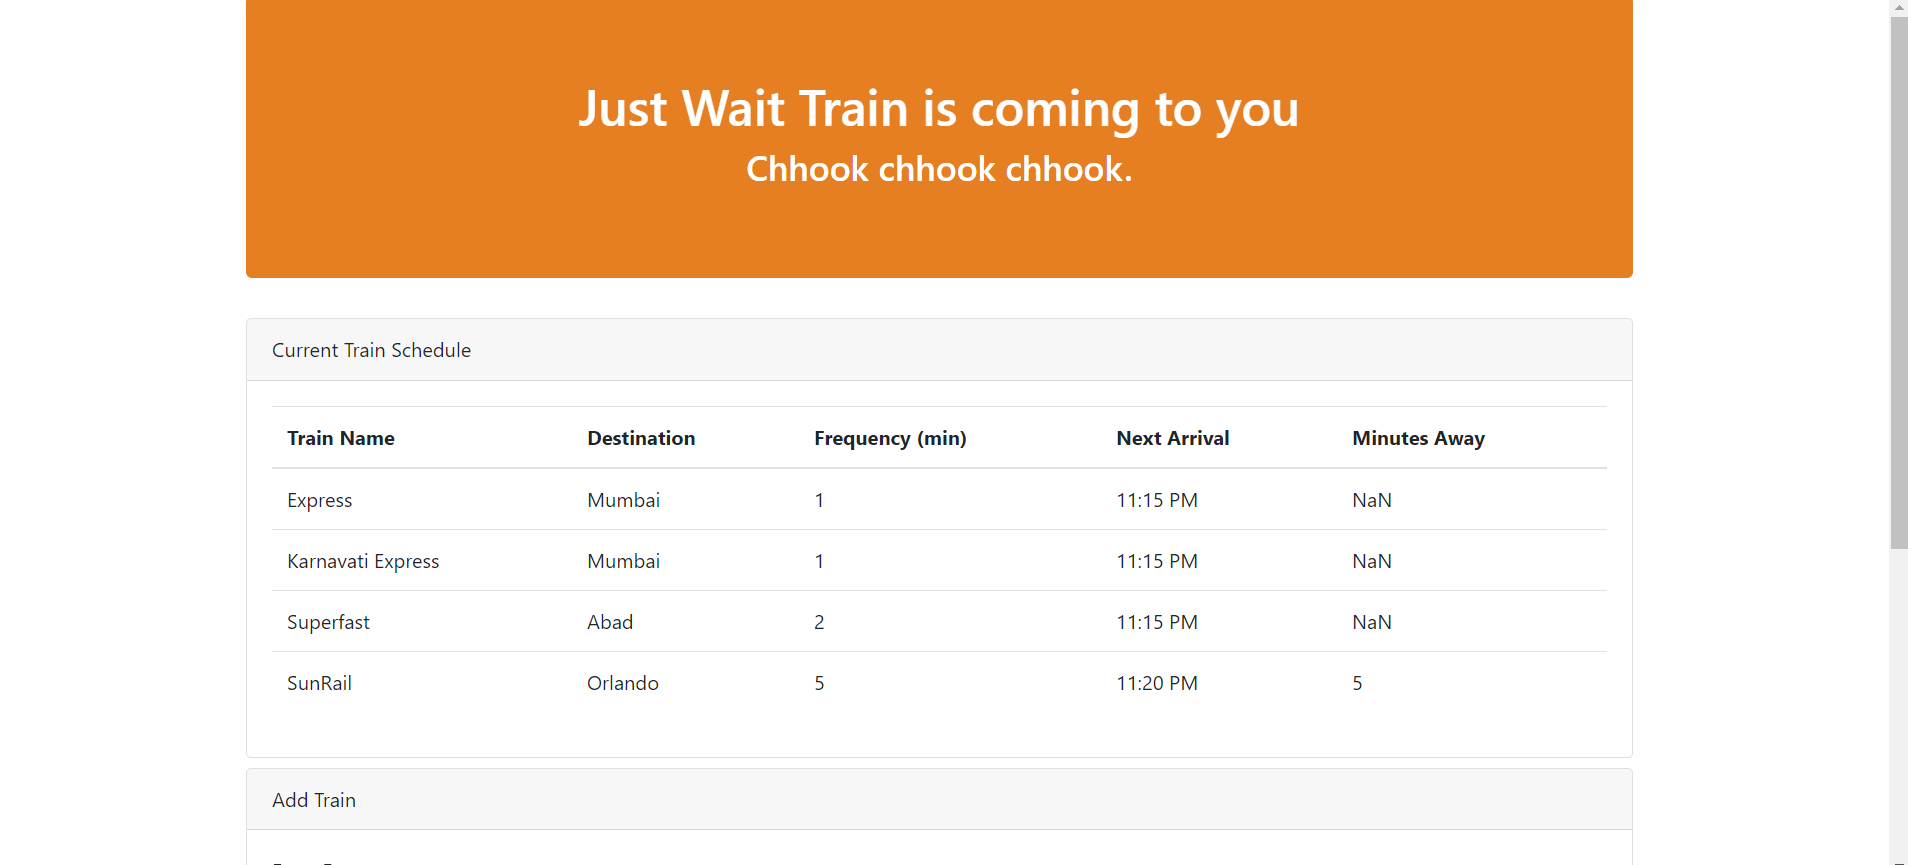 Just Wait Train is coming to you
Chhook chhook chhook.
Current Train Schedule
Train Name Destination Frequency (min) Next Arrival Minutes Away
Express Mumbai 1 11:15 PM NaN
Karnavati Express Mumbai 1 11:15 PM NaN
Superfast Abad 2 11:15 PM NaN
SunRail Orlando 5 11:20 PM 5
Add Train